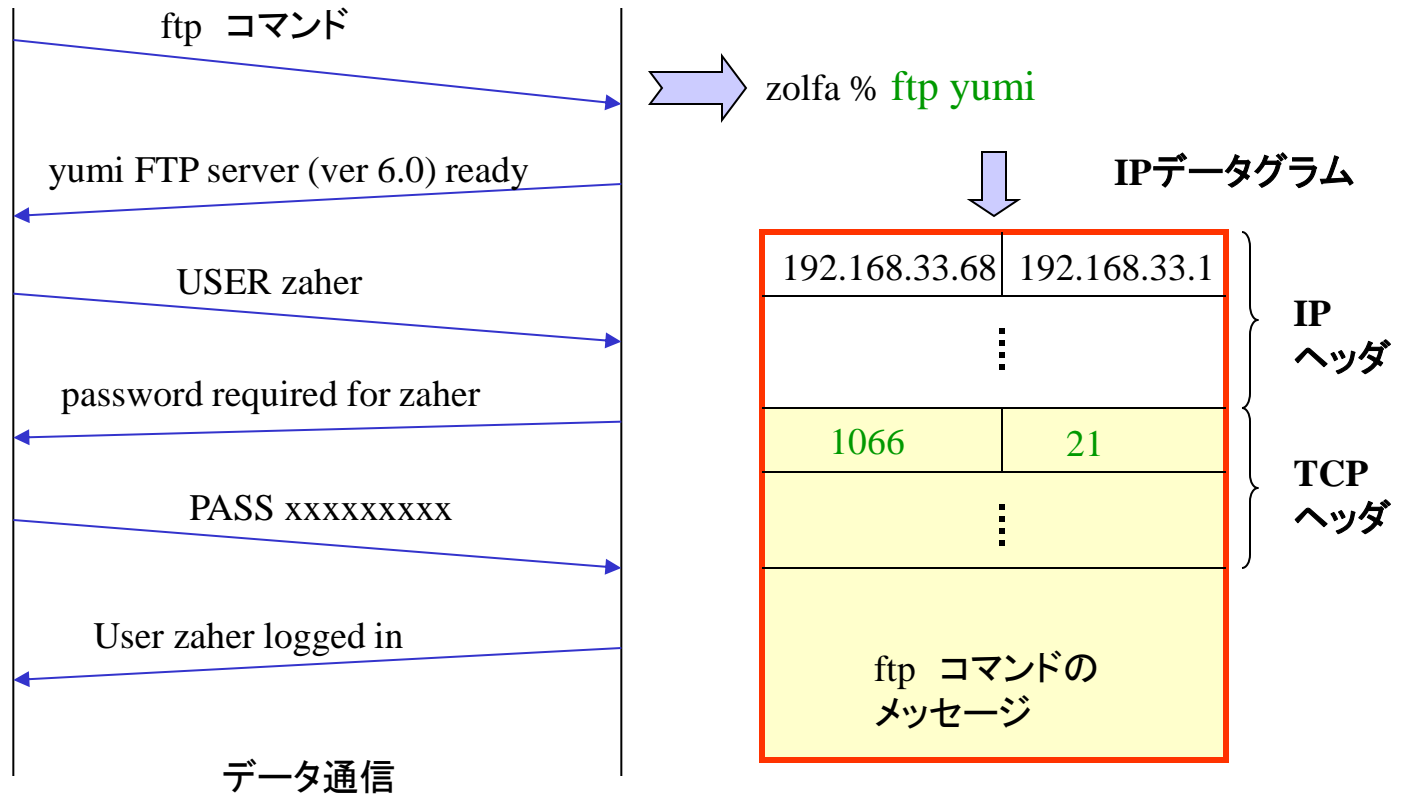 ftp コマンド
yumi FTP server (ver 6.0) ready
USER zaher
password required for zaher
PASS xxxxxxxxx
User zaher logged in
データ通信
zolfa % ftp yumi
IPデータグラム
192.168.33.68 192.168.33.1
IP
ヘッダ
1066 21
TCP
ヘッダ
ftp コマンドの
メッセージ